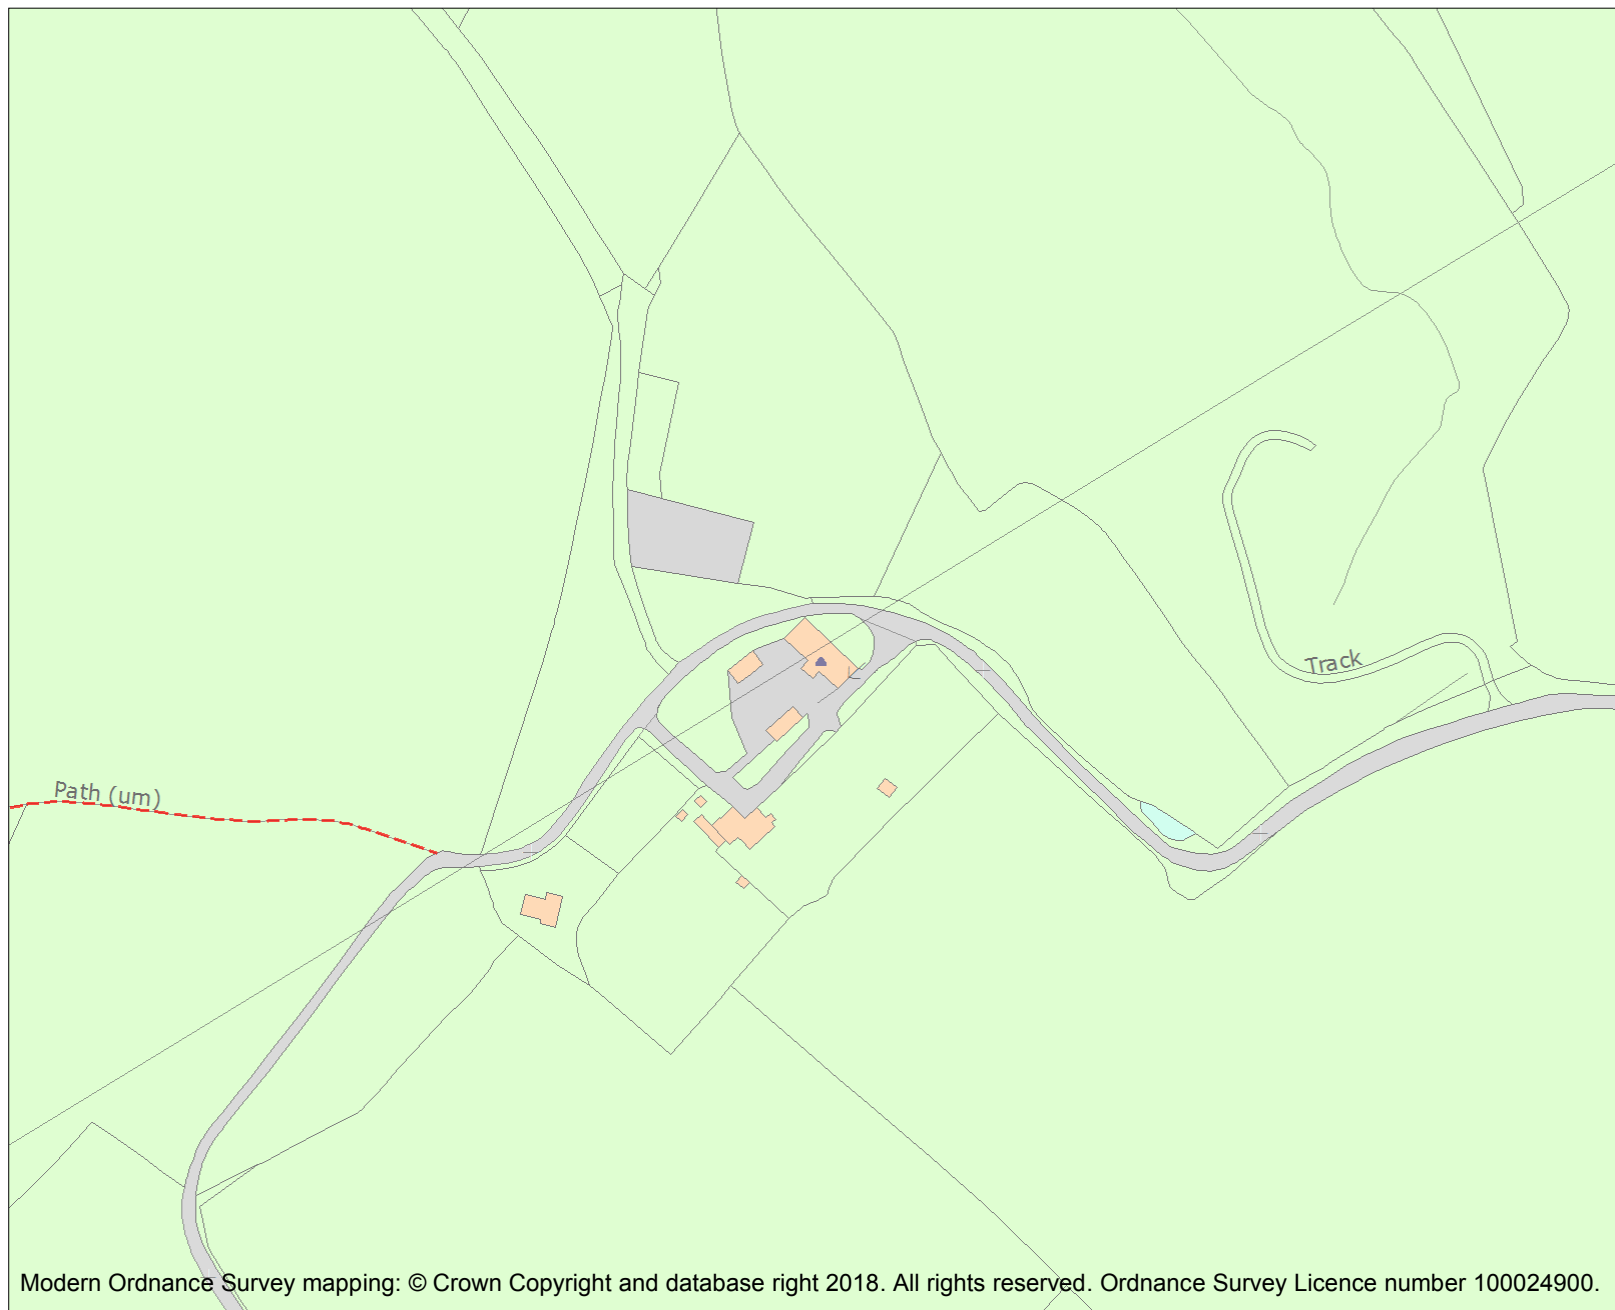 Track
Path (um)
Modern Ordnance Survey mapping: © Crown Copyright and database right 2018. All rights reserved. Ordnance Survey Licence number 100024900.